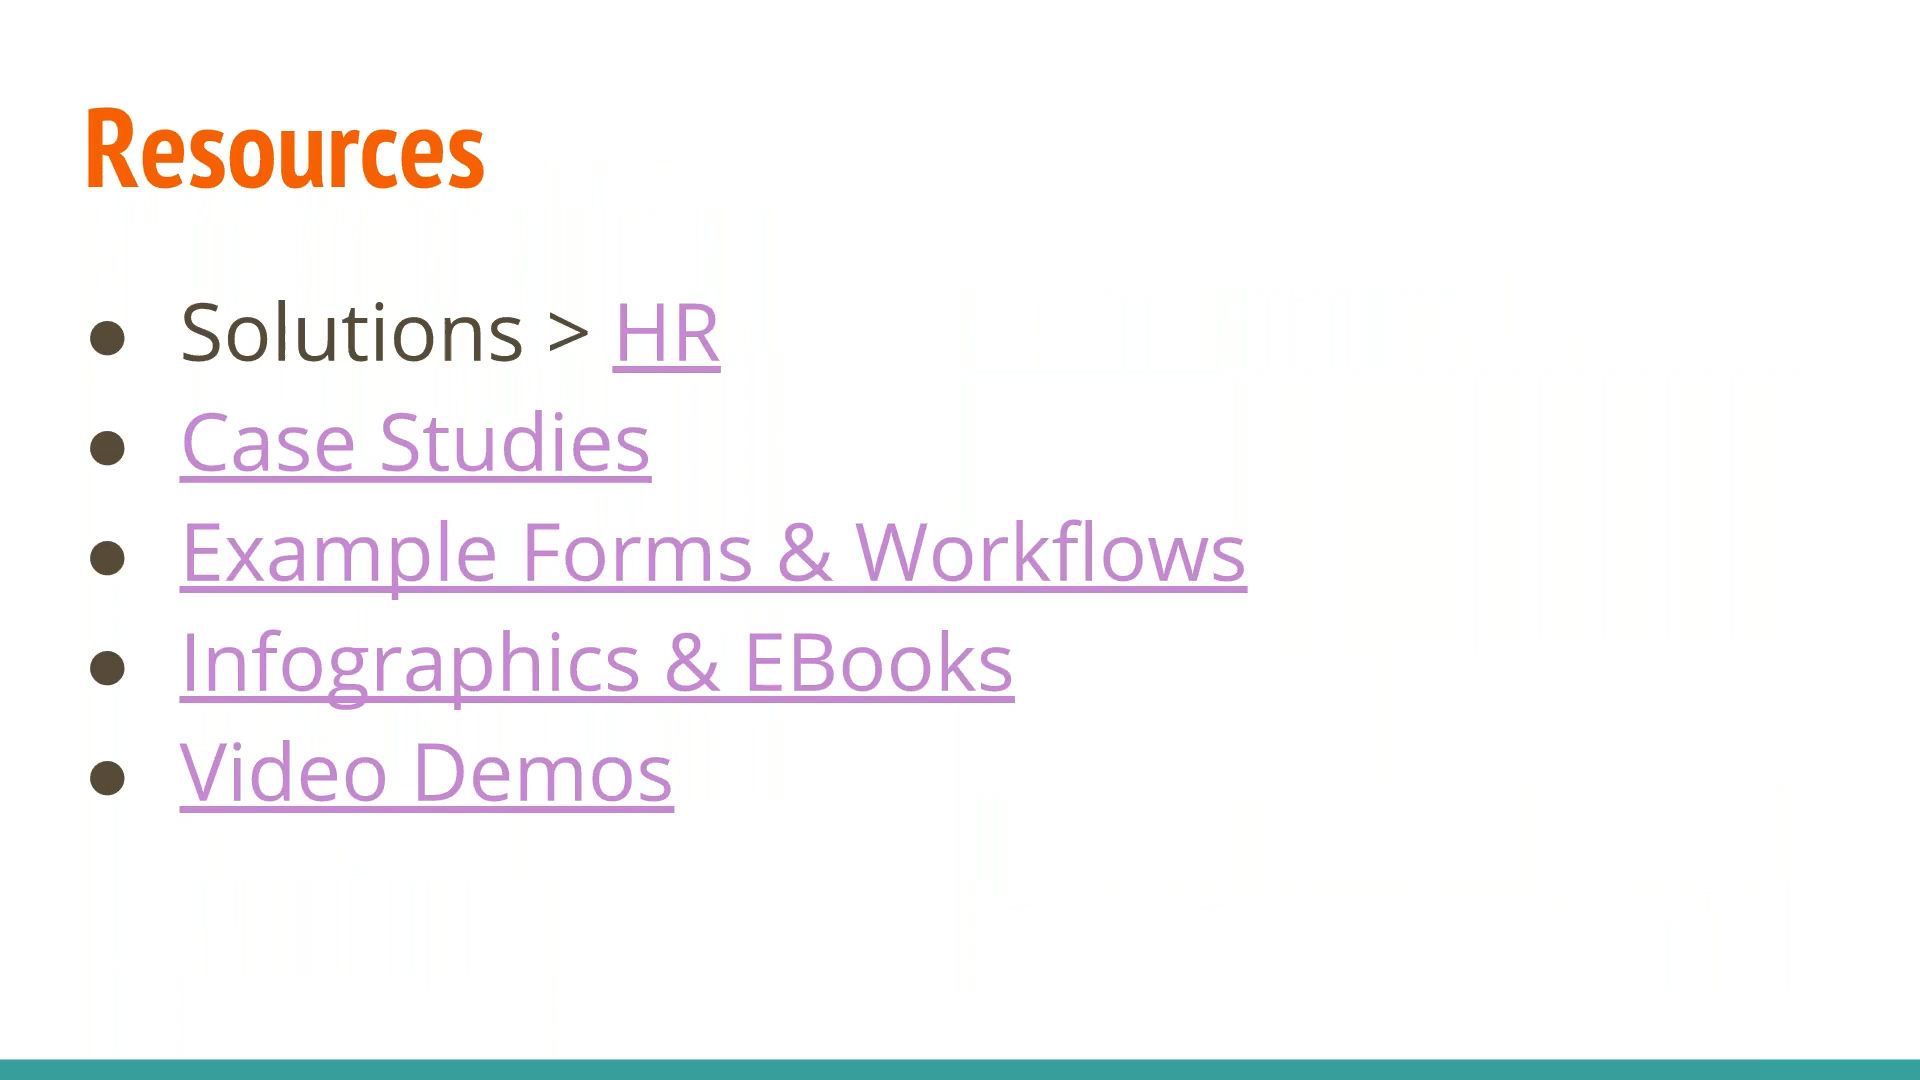 Resources
● Solutions > HR
● Case Studies
● Example Forms & Workflows
● Infographics & EBooks
● Video Demos